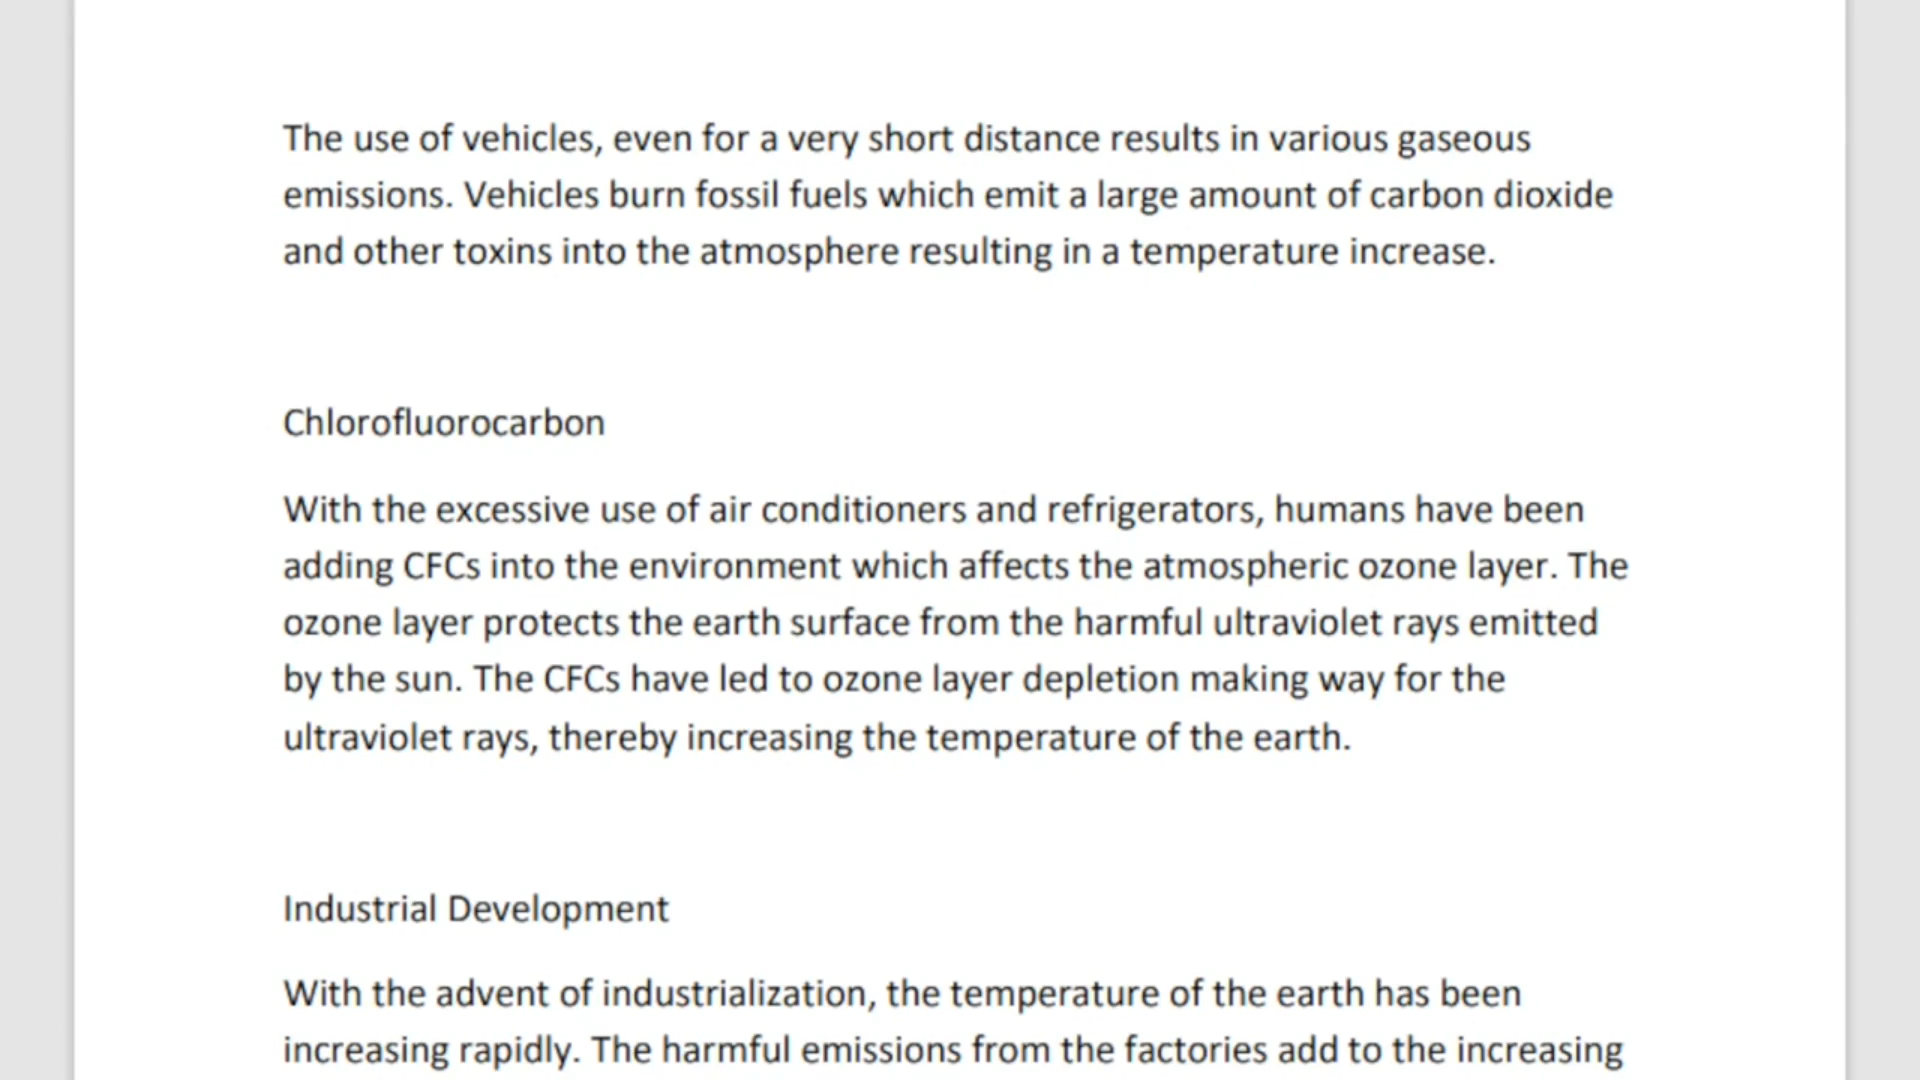 The use of vehicles, even for a very short distance results in various gaseous
emissions. Vehicles burn fossil fuels which emit a large amount of carbon dioxide
and other toxins into the atmosphere resulting in a temperature increase.
Chlorofluorocarbon
With the excessive use of air conditioners and refrigerators, humans have been
adding CFCs into the environment which affects the atmospheric ozone layer. The
ozone layer protects the earth surface from the harmful ultraviolet rays emitted
by the sun. The CFCs have led to ozone layer depletion making way for the
ultraviolet rays, thereby increasing the temperature of the earth.
Industrial Development
With the advent of industrialization, the temperature of the earth has been
increasing rapidly. The harmful emissions from the factories add to the increasing